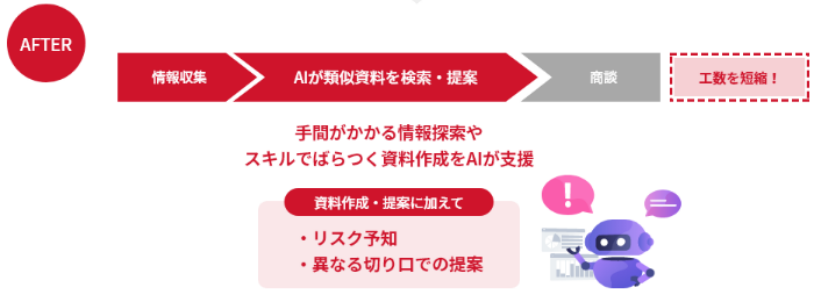 AFTER
情報収集
AIが類似資料を検索・提案
商談
工数を短縮！
手間がかかる情報探索や
スキルでばらつく資料作成をAIが支援
資料作成・提案に加えて
・リスク予知
・異なる切り口での提案
!